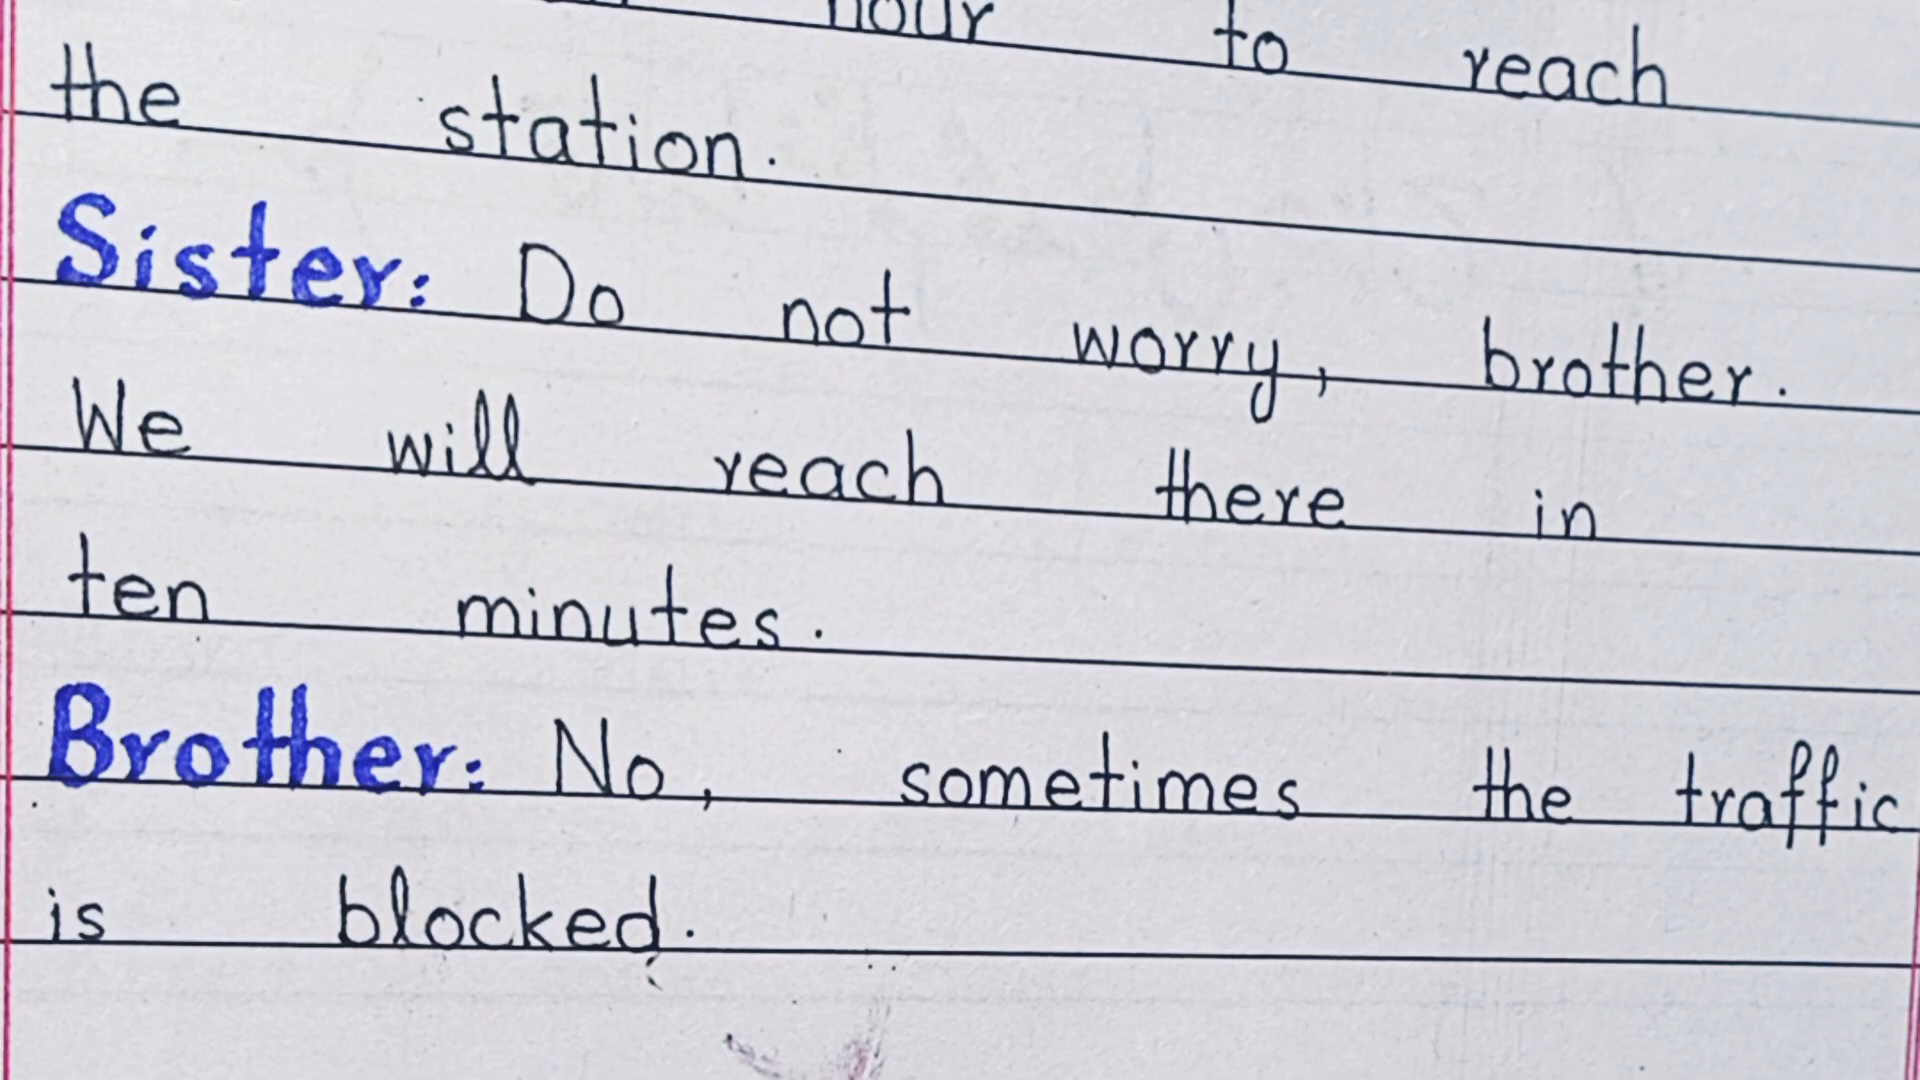 hour to reach
the station.
Sister: Do not worry, brother.
We will reach there in
ten minutes.
Brother: No, sometimes the traffic
is blocked.